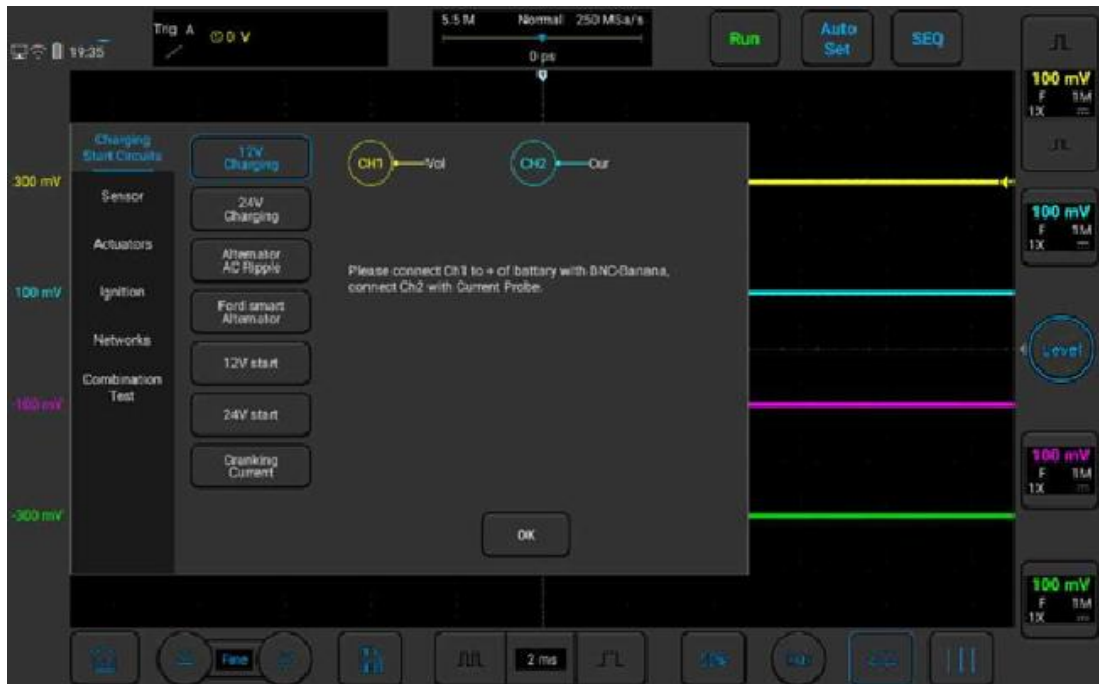 19:35
Trig A 0 V
5.5 M Normal 250 MSa/s
0 ps
Run
Auto
Set
SEQ
100 mV
F 1M
1X
Charging
Start Circuits
Sensor
Actuators
Ignition
Networks
Combination
Test
12V
Charging
24V
Charging
Alternator
AC Ripple
Ford smart
Alternator
12V start
24V start
Cranking
Current
CH1 Vol
CH2 Cur
Please connect Ch1 to + of battary with BNC-Banana,
connect Ch2 with Current Probe.
OK
300 mV
100 mV
-100 mV
-300 mV
100 mV
F 1M
1X
Level
100 mV
F 1M
1X
100 mV
F 1M
1X
Fine
2 ms
50%